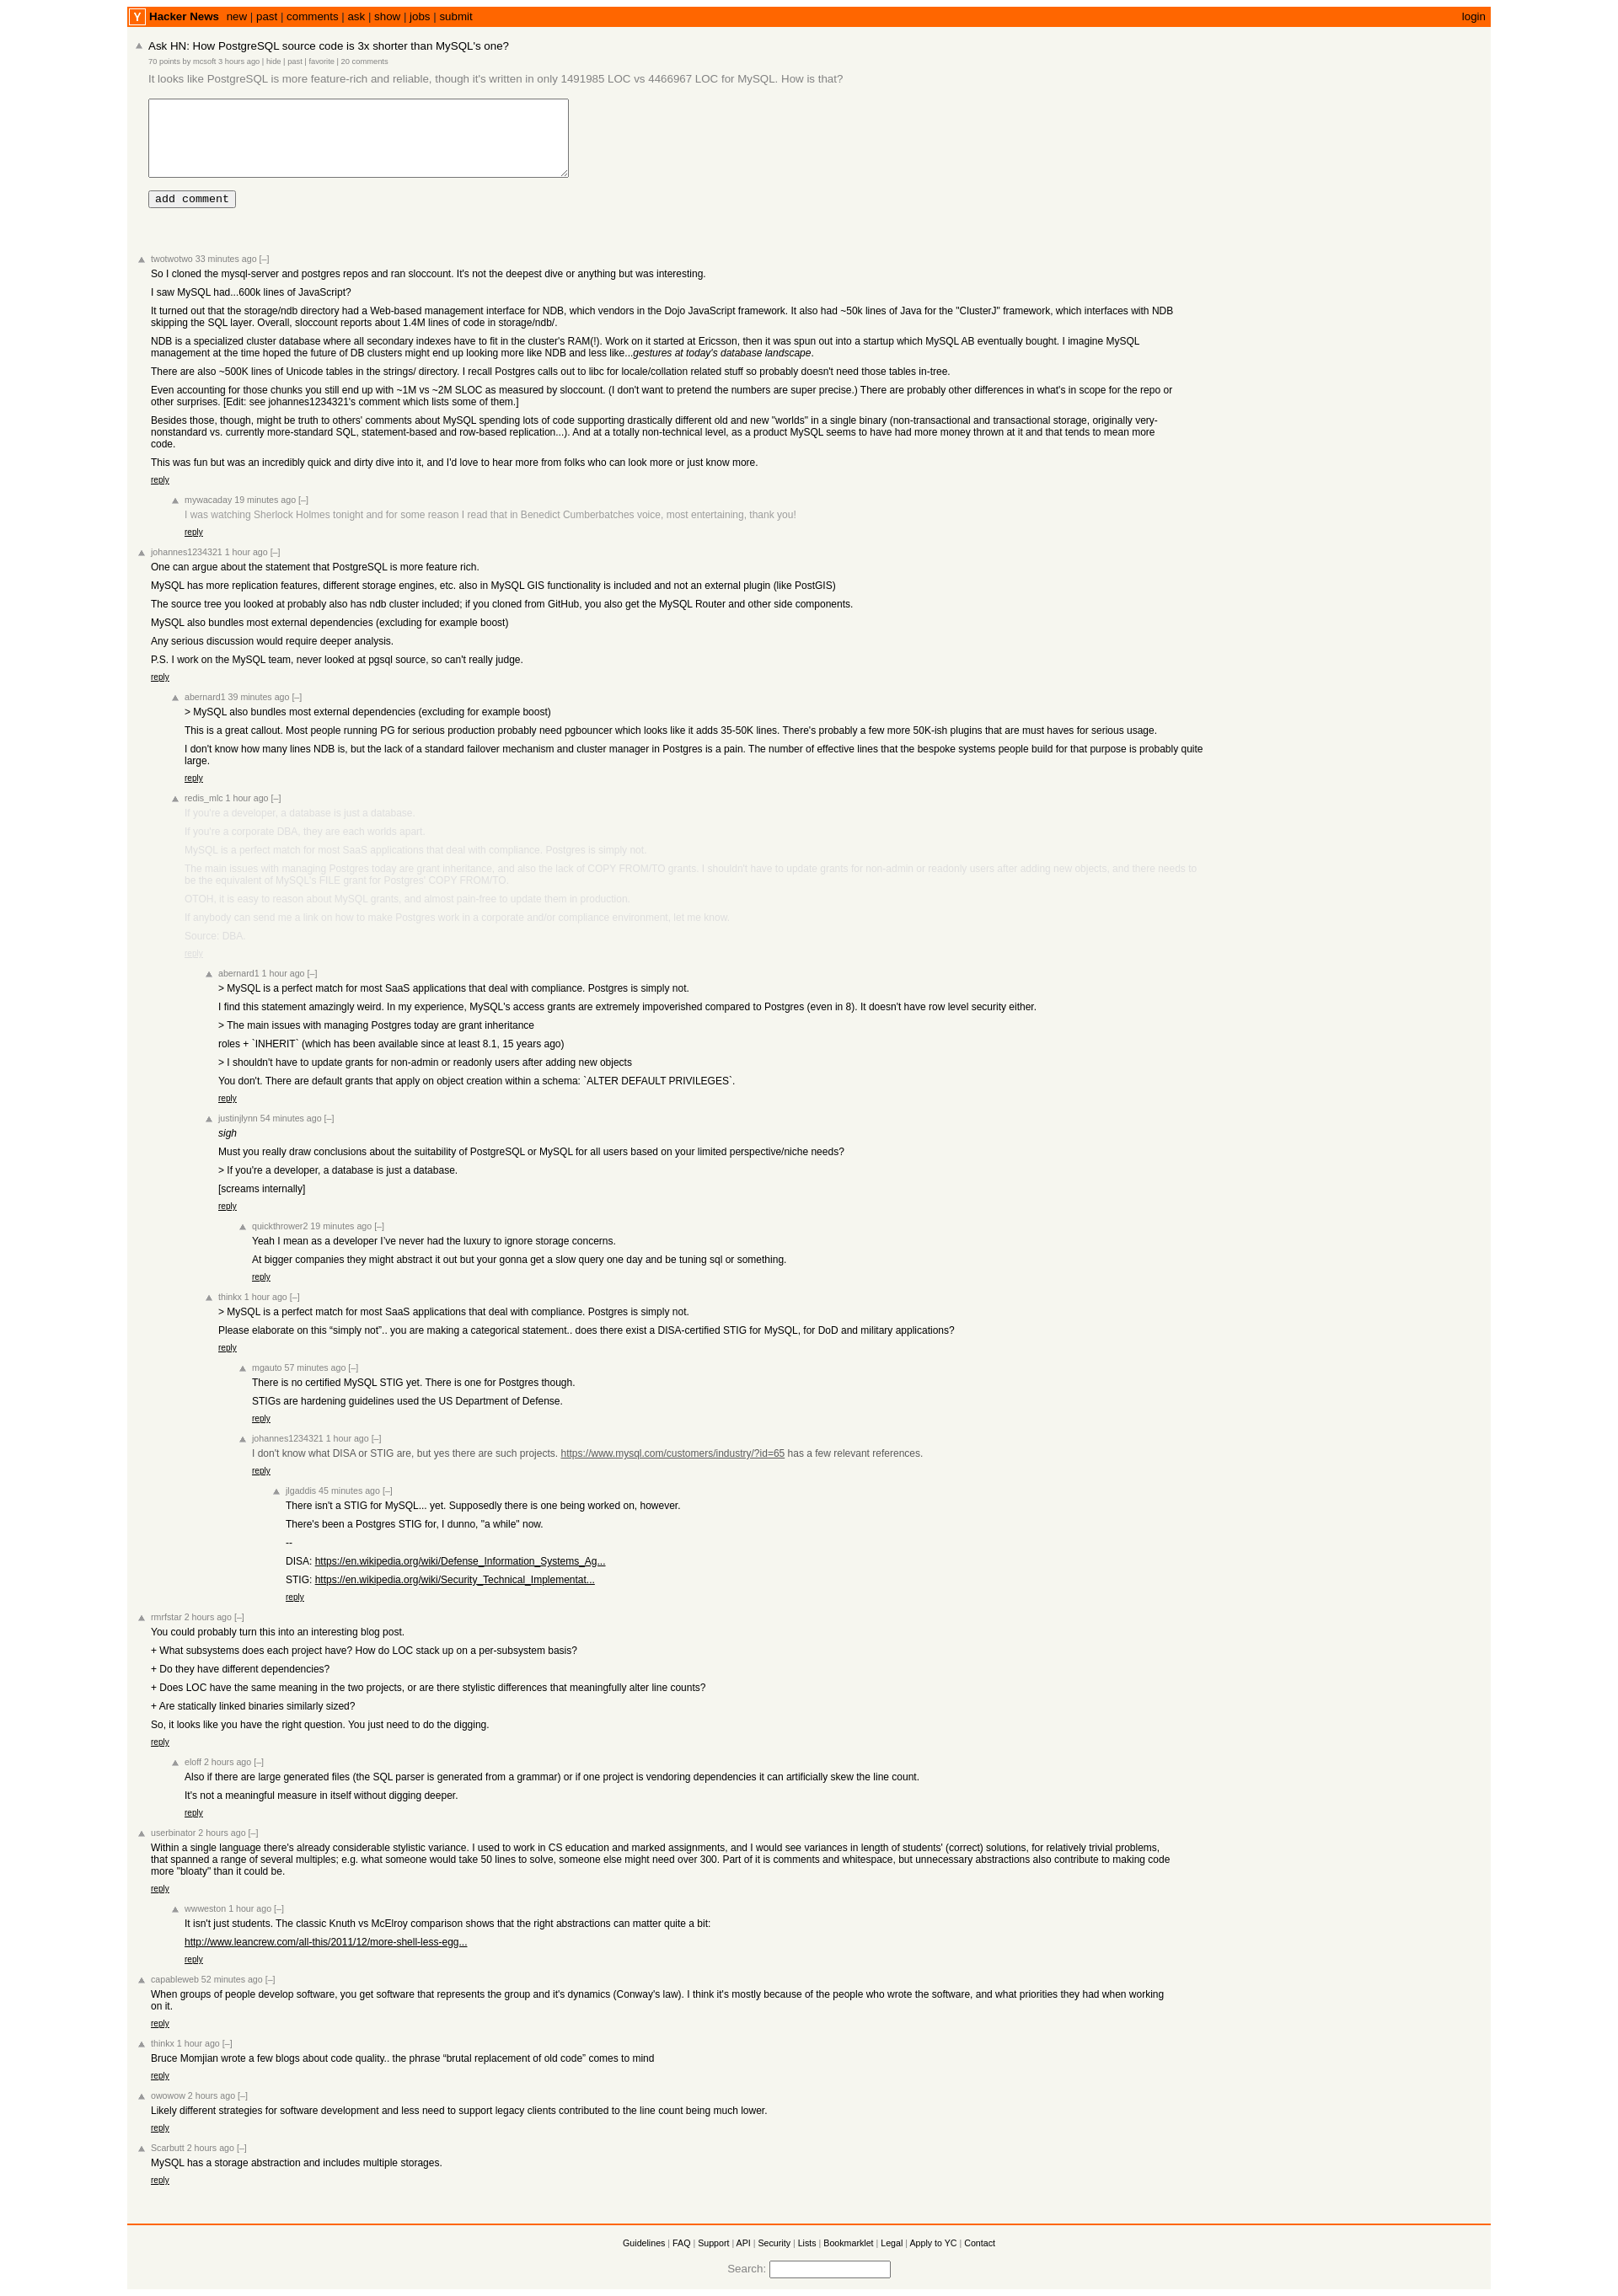 Y Hacker News new | past | comments | ask | show | jobs | submit login
Ask HN: How PostgreSQL source code is 3x shorter than MySQL's one?
70 points by mcsoft 3 hours ago | hide | past | favorite | 20 comments
It looks like PostgreSQL is more feature-rich and reliable, though it's written in only 1491985 LOC vs 4466967 LOC for MySQL. How is that?
add comment
twotwotwo 33 minutes ago [–]
So I cloned the mysql-server and postgres repos and ran sloccount. It's not the deepest dive or anything but was interesting.
I saw MySQL had...600k lines of JavaScript?
It turned out that the storage/ndb directory had a Web-based management interface for NDB, which vendors in the Dojo JavaScript framework. It also had ~50k lines of Java for the "ClusterJ" framework, which interfaces with NDB
skipping the SQL layer. Overall, sloccount reports about 1.4M lines of code in storage/ndb/.
NDB is a specialized cluster database where all secondary indexes have to fit in the cluster's RAM(!). Work on it started at Ericsson, then it was spun out into a startup which MySQL AB eventually bought. I imagine MySQL
management at the time hoped the future of DB clusters might end up looking more like NDB and less like...gestures at today's database landscape.
There are also ~500K lines of Unicode tables in the strings/ directory. I recall Postgres calls out to libc for locale/collation related stuff so probably doesn't need those tables in-tree.
Even accounting for those chunks you still end up with ~1M vs ~2M SLOC as measured by sloccount. (I don't want to pretend the numbers are super precise.) There are probably other differences in what's in scope for the repo or
other surprises. [Edit: see johannes1234321's comment which lists some of them.]
Besides those, though, might be truth to others' comments about MySQL spending lots of code supporting drastically different old and new "worlds" in a single binary (non-transactional and transactional storage, originally very-
nonstandard vs. currently more-standard SQL, statement-based and row-based replication...). And at a totally non-technical level, as a product MySQL seems to have had more money thrown at it and that tends to mean more
code.
This was fun but was an incredibly quick and dirty dive into it, and I'd love to hear more from folks who can look more or just know more.
reply
mywacaday 19 minutes ago [–]
I was watching Sherlock Holmes tonight and for some reason I read that in Benedict Cumberbatches voice, most entertaining, thank you!
reply
johannes1234321 1 hour ago [–]
One can argue about the statement that PostgreSQL is more feature rich.
MySQL has more replication features, different storage engines, etc. also in MySQL GIS functionality is included and not an external plugin (like PostGIS)
The source tree you looked at probably also has ndb cluster included; if you cloned from GitHub, you also get the MySQL Router and other side components.
MySQL also bundles most external dependencies (excluding for example boost)
Any serious discussion would require deeper analysis.
P.S. I work on the MySQL team, never looked at pgsql source, so can't really judge.
reply
abernard1 39 minutes ago [–]
> MySQL also bundles most external dependencies (excluding for example boost)
This is a great callout. Most people running PG for serious production probably need pgbouncer which looks like it adds 35-50K lines. There's probably a few more 50K-ish plugins that are must haves for serious usage.
I don't know how many lines NDB is, but the lack of a standard failover mechanism and cluster manager in Postgres is a pain. The number of effective lines that the bespoke systems people build for that purpose is probably quite
large.
reply
redis_mlc 1 hour ago [–]
If you're a developer, a database is just a database.
If you're a corporate DBA, they are each worlds apart.
MySQL is a perfect match for most SaaS applications that deal with compliance. Postgres is simply not.
The main issues with managing Postgres today are grant inheritance, and also the lack of COPY FROM/TO grants. I shouldn't have to update grants for non-admin or readonly users after adding new objects, and there needs to
be the equivalent of MySQL's FILE grant for Postgres' COPY FROM/TO.
OTOH, it is easy to reason about MySQL grants, and almost pain-free to update them in production.
If anybody can send me a link on how to make Postgres work in a corporate and/or compliance environment, let me know.
Source: DBA.
reply
abernard1 1 hour ago [–]
> MySQL is a perfect match for most SaaS applications that deal with compliance. Postgres is simply not.
I find this statement amazingly weird. In my experience, MySQL's access grants are extremely impoverished compared to Postgres (even in 8). It doesn't have row level security either.
> The main issues with managing Postgres today are grant inheritance
roles + `INHERIT` (which has been available since at least 8.1, 15 years ago)
> I shouldn't have to update grants for non-admin or readonly users after adding new objects
You don't. There are default grants that apply on object creation within a schema: `ALTER DEFAULT PRIVILEGES`.
reply
justinjlynn 54 minutes ago [–]
sigh
Must you really draw conclusions about the suitability of PostgreSQL or MySQL for all users based on your limited perspective/niche needs?
> If you're a developer, a database is just a database.
[screams internally]
reply
quickthrower2 19 minutes ago [–]
Yeah I mean as a developer I've never had the luxury to ignore storage concerns.
At bigger companies they might abstract it out but your gonna get a slow query one day and be tuning sql or something.
reply
thinkx 1 hour ago [–]
> MySQL is a perfect match for most SaaS applications that deal with compliance. Postgres is simply not.
Please elaborate on this “simply not”.. you are making a categorical statement.. does there exist a DISA-certified STIG for MySQL, for DoD and military applications?
reply
mgauto 57 minutes ago [–]
There is no certified MySQL STIG yet. There is one for Postgres though.
STIGs are hardening guidelines used the US Department of Defense.
reply
johannes1234321 1 hour ago [–]
I don't know what DISA or STIG are, but yes there are such projects. https://www.mysql.com/customers/industry/?id=65 has a few relevant references.
reply
jlgaddis 45 minutes ago [–]
There isn't a STIG for MySQL... yet. Supposedly there is one being worked on, however.
There's been a Postgres STIG for, I dunno, "a while" now.
--
DISA: https://en.wikipedia.org/wiki/Defense_Information_Systems_Ag...
STIG: https://en.wikipedia.org/wiki/Security_Technical_Implementat...
reply
rmrfstar 2 hours ago [–]
You could probably turn this into an interesting blog post.
+ What subsystems does each project have? How do LOC stack up on a per-subsystem basis?
+ Do they have different dependencies?
+ Does LOC have the same meaning in the two projects, or are there stylistic differences that meaningfully alter line counts?
+ Are statically linked binaries similarly sized?
So, it looks like you have the right question. You just need to do the digging.
reply
eloff 2 hours ago [–]
Also if there are large generated files (the SQL parser is generated from a grammar) or if one project is vendoring dependencies it can artificially skew the line count.
It's not a meaningful measure in itself without digging deeper.
reply
userbinator 2 hours ago [–]
Within a single language there's already considerable stylistic variance. I used to work in CS education and marked assignments, and I would see variances in length of students' (correct) solutions, for relatively trivial problems,
that spanned a range of several multiples; e.g. what someone would take 50 lines to solve, someone else might need over 300. Part of it is comments and whitespace, but unnecessary abstractions also contribute to making code
more "bloaty" than it could be.
reply
wwweston 1 hour ago [–]
It isn't just students. The classic Knuth vs McElroy comparison shows that the right abstractions can matter quite a bit:
http://www.leancrew.com/all-this/2011/12/more-shell-less-egg...
reply
capableweb 52 minutes ago [–]
When groups of people develop software, you get software that represents the group and it's dynamics (Conway's law). I think it's mostly because of the people who wrote the software, and what priorities they had when working
on it.
reply
thinkx 1 hour ago [–]
Bruce Momjian wrote a few blogs about code quality.. the phrase “brutal replacement of old code” comes to mind
reply
owowow 2 hours ago [–]
Likely different strategies for software development and less need to support legacy clients contributed to the line count being much lower.
reply
Scarbutt 2 hours ago [–]
MySQL has a storage abstraction and includes multiple storages.
reply
Guidelines | FAQ | Support | API | Security | Lists | Bookmarklet | Legal | Apply to YC | Contact
Search: